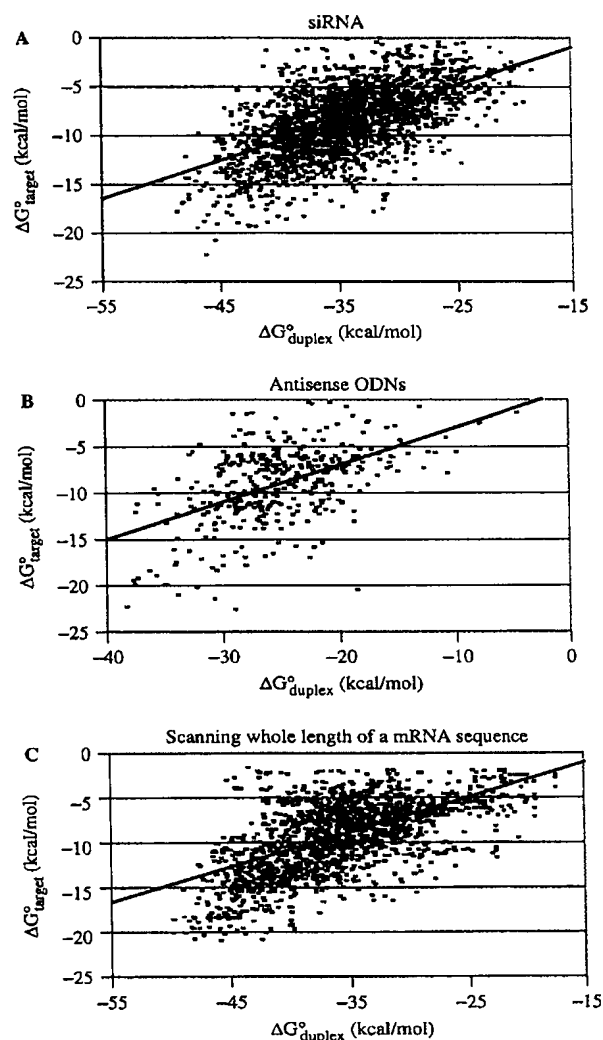 A
siRNA
0
−5
−10
−15
−20
−25
ΔG°target (kcal/mol)
−55 −45 −35 −25 −15
ΔG°duplex (kcal/mol)
B
Antisense ODNs
0
−5
−10
−15
−20
−25
ΔG°target (kcal/mol)
−40 −30 −20 −10 0
ΔG°duplex (kcal/mol)
C
Scanning whole length of a mRNA sequence
0
−5
−10
−15
−20
−25
ΔG°target (kcal/mol)
−55 −45 −35 −25 −15
ΔG°duplex (kcal/mol)